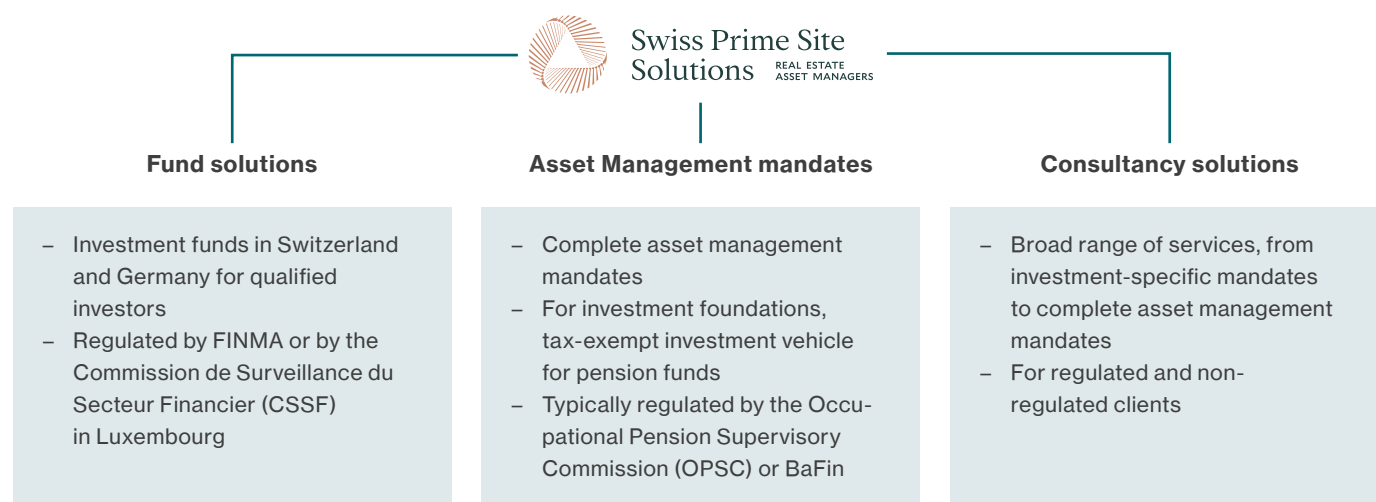 Swiss Prime Site
Solutions REAL ESTATE
ASSET MANAGERS
Fund solutions
– Investment funds in Switzerland
and Germany for qualified
investors
– Regulated by FINMA or by the
Commission de Surveillance du
Secteur Financier (CSSF)
in Luxembourg
Asset Management mandates
– Complete asset management
mandates
– For investment foundations,
tax-exempt investment vehicle
for pension funds
– Typically regulated by the Occu-
pational Pension Supervisory
Commission (OPSC) or BaFin
Consultancy solutions
– Broad range of services, from
investment-specific mandates
to complete asset management
mandates
– For regulated and non-
regulated clients